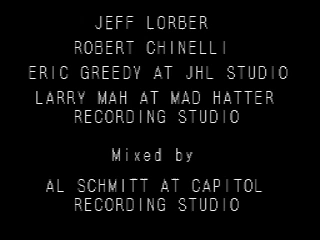 JEFF LORBER
ROBERT CHINELLI
ERIC GREEDY AT JHL STUDIO
LARRY MAH AT MAD HATTER
RECORDING STUDIO
Mixed by
AL SCHMITT AT CAPITOL
RECORDING STUDIO